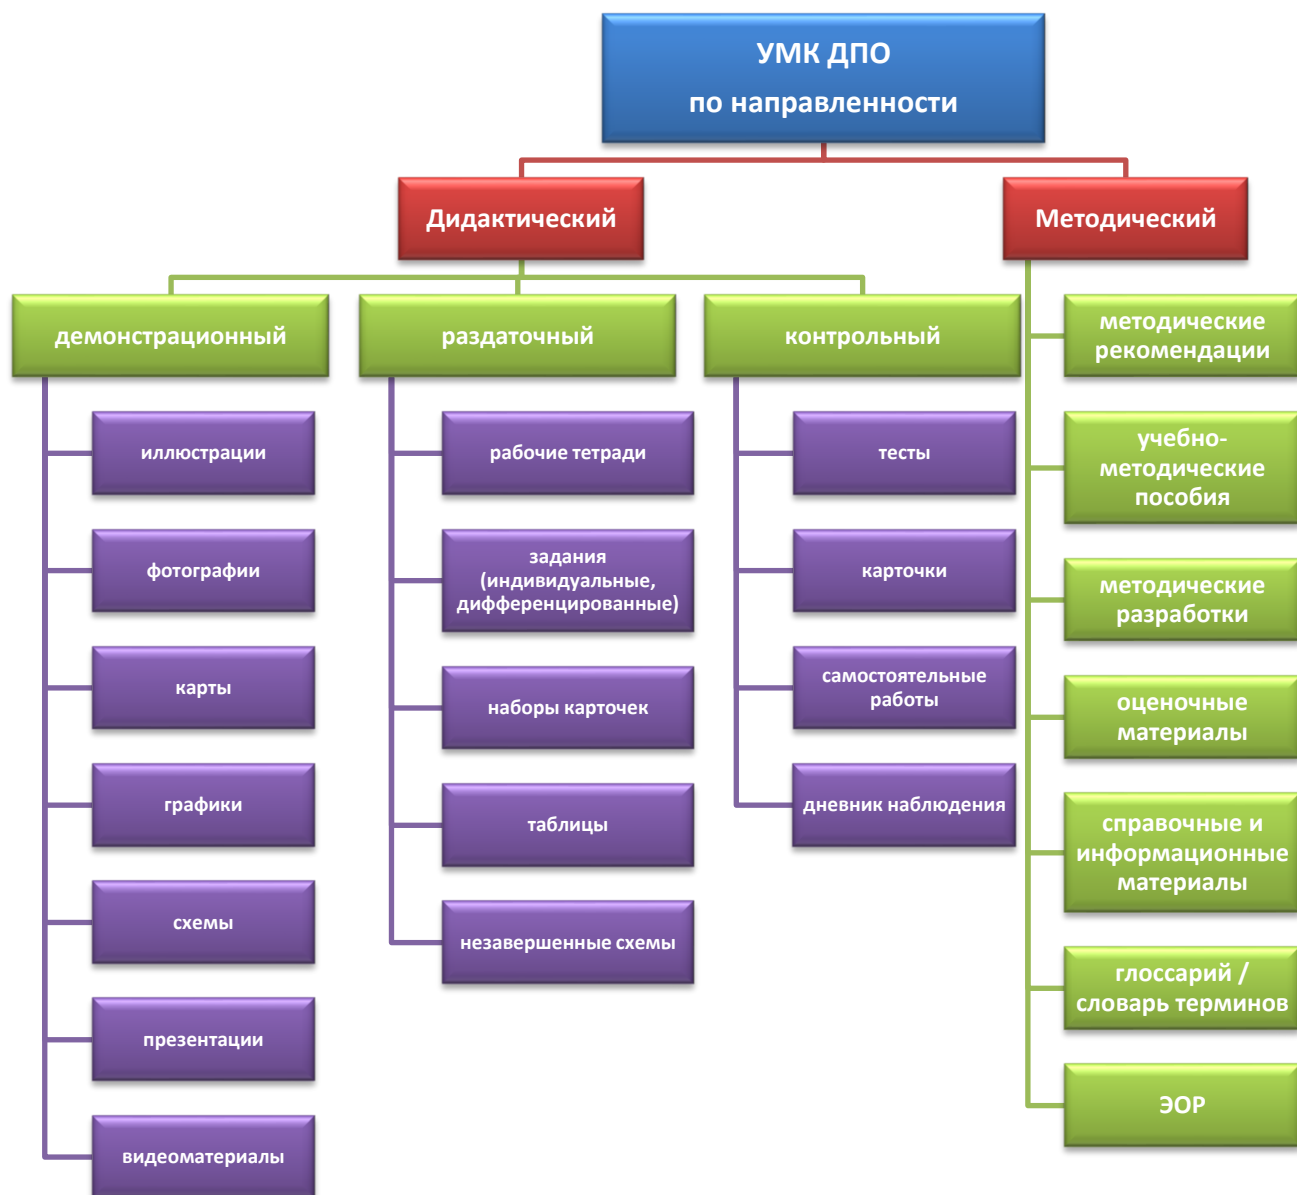 УМК ДПО
по направленности
Дидактический
Методический
демонстрационный
иллюстрации
фотографии
карты
графики
схемы
презентации
видеоматериалы
раздаточный
рабочие тетради
задания
(индивидуальные,
дифференцированные)
наборы карточек
таблицы
незавершенные схемы
контрольный
тесты
карточки
самостоятельные
работы
дневник наблюдения
методические
рекомендации
учебно-
методические
пособия
методические
разработки
оценочные
материалы
справочные и
информационные
материалы
глоссарий /
словарь терминов
ЭОР